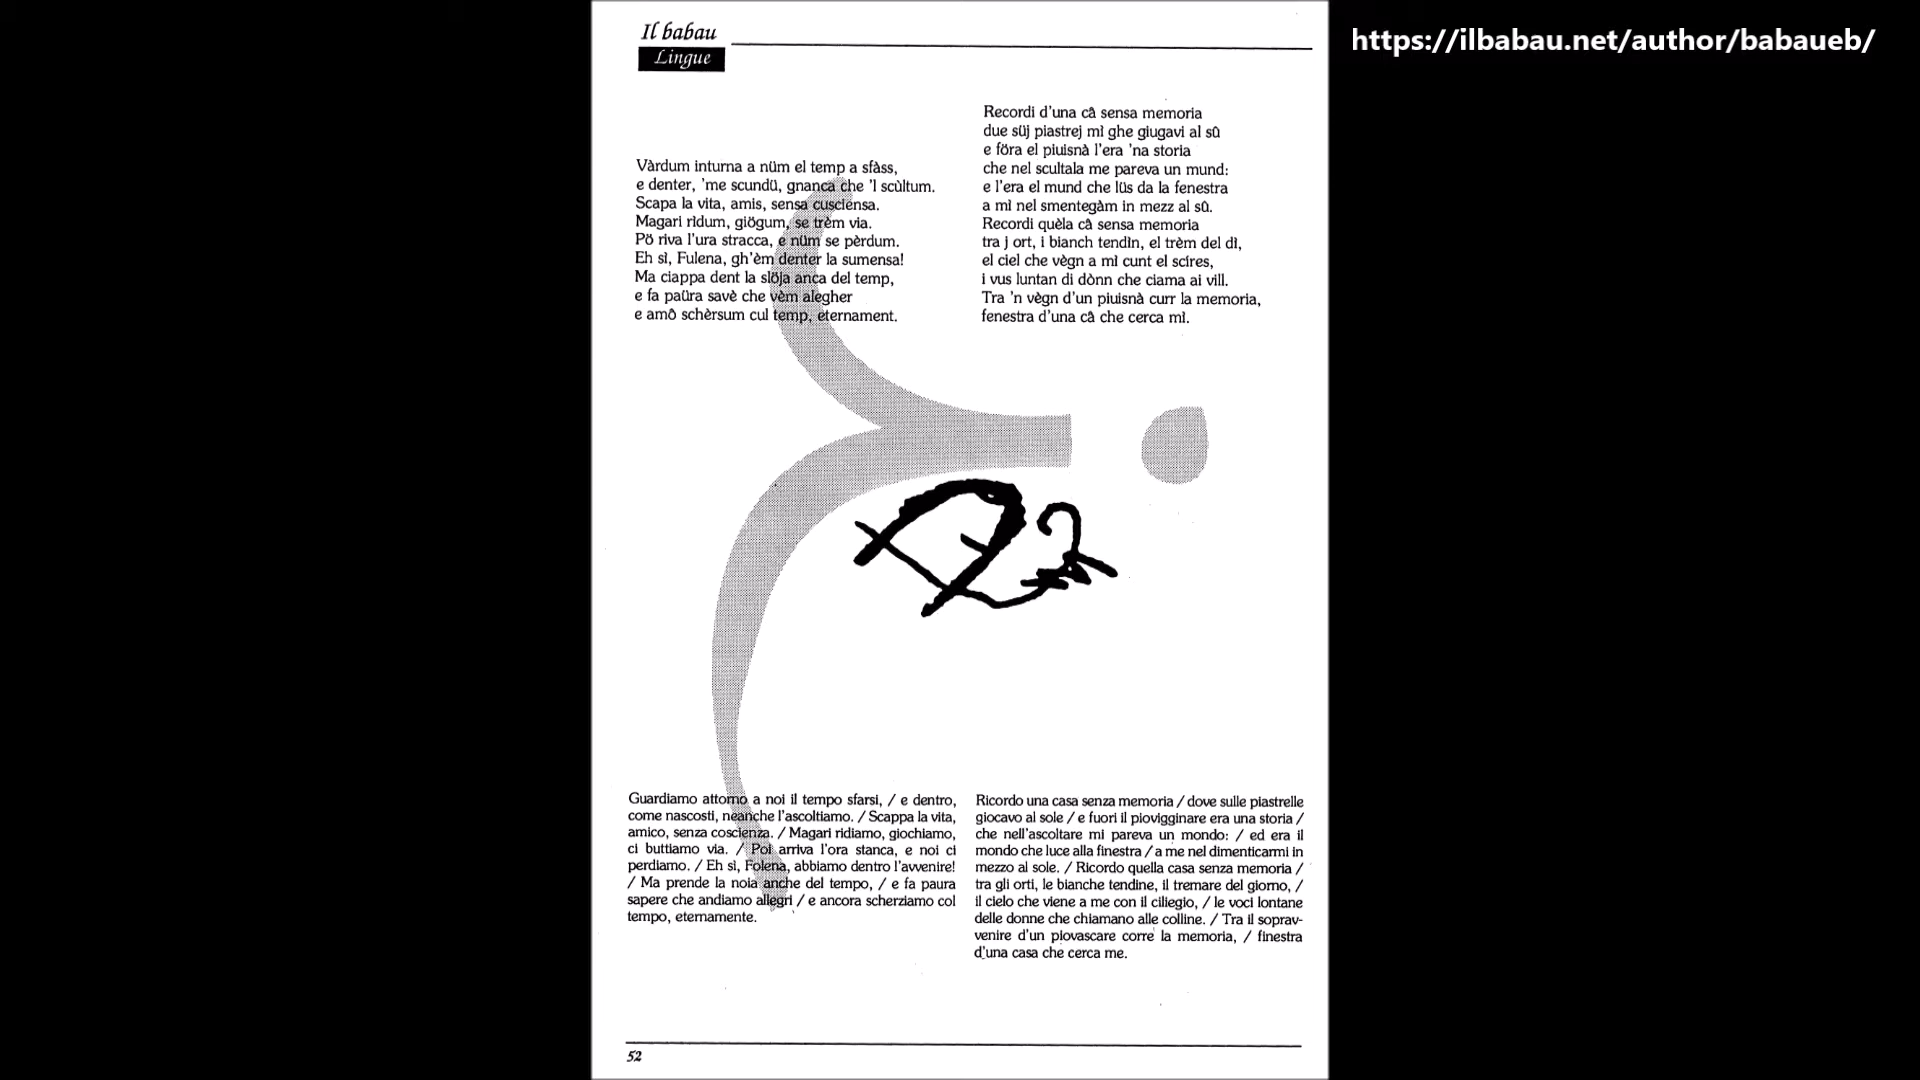 Il babau
Lingue
https://ilbabau.net/author/babaueb/
Vàrdum inturna a nüm el temp a sfàss,
e denter, 'me scundü, gnanca che 'l scùltum.
Scapa la vita, amis, sensa cusciensa.
Magari rìdum, giögum, se trèm via.
Pö riva l'ura stracca, e nüm se pèrdum.
Eh sì, Fulena, gh'èm denter la sumensa!
Ma ciappa dent la slöja anca del temp,
e fa paüra savè che vèm alegher
e amô schèrsum cul temp, eternament.
Recordi d'una câ sensa memoria
due süj piastrej mì ghe giugavi al sû
e föra el piuisnà l'era 'na storia
che nel scultala me pareva un mund:
e l'era el mund che lüs da la fenestra
a mì nel smentegàm in mezz al sû.
Recordi quèla câ sensa memoria
tra j ort, i bianch tendìn, el trèm del dì,
el ciel che vègn a mì cunt el scires,
i vus luntan di dònn che ciama ai vill.
Tra 'n vègn d'un piuisnà curr la memoria,
fenestra d'una câ che cerca mì.
Guardiamo attorno a noi il tempo sfarsi, / e dentro,
come nascosti, neanche l'ascoltiamo. / Scappa la vita,
amico, senza coscienza. / Magari ridiamo, giochiamo,
ci buttiamo via. / Poi arriva l'ora stanca, e noi ci
perdiamo. / Eh sì, Folena, abbiamo dentro l'avvenire!
/ Ma prende la noia anche del tempo, / e fa paura
sapere che andiamo allegri / e ancora scherziamo col
tempo, eternamente.
Ricordo una casa senza memoria / dove sulle piastrelle
giocavo al sole / e fuori il piovigginare era una storia /
che nell'ascoltare mi pareva un mondo: / ed era il
mondo che luce alla finestra / a me nel dimenticarmi in
mezzo al sole. / Ricordo quella casa senza memoria /
tra gli orti, le bianche tendine, il tremare del giorno, /
il cielo che viene a me con il ciliegio, / le voci lontane
delle donne che chiamano alle colline. / Tra il soprav-
venire d'un piovascare corre la memoria, / finestra
d'una casa che cerca me.
52